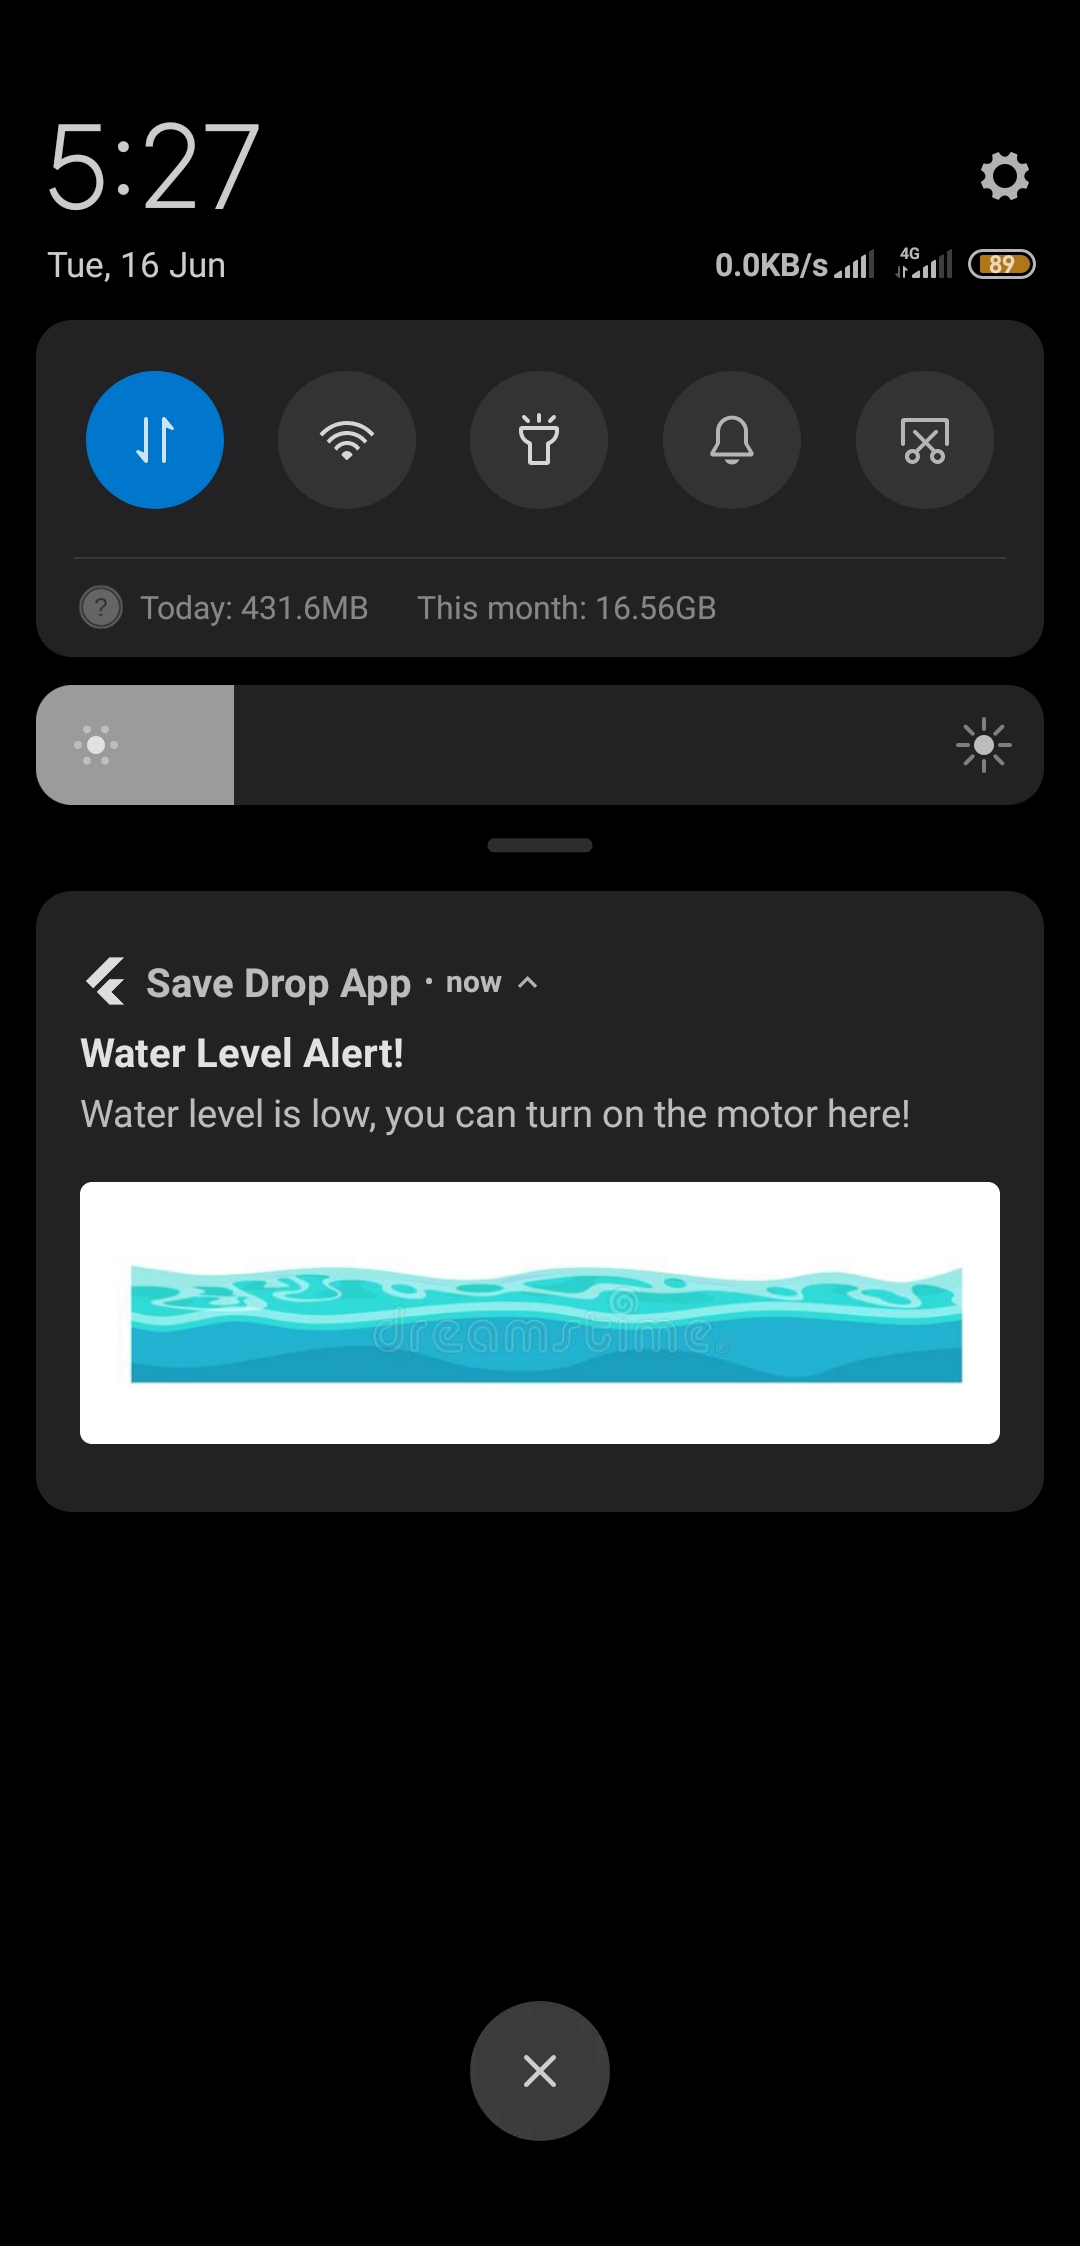 5:27
Tue, 16 Jun
0.0KB/s 4G 89
? Today: 431.6MB This month: 16.56GB
Save Drop App • now
Water Level Alert!
Water level is low, you can turn on the motor here!
dreamstime®